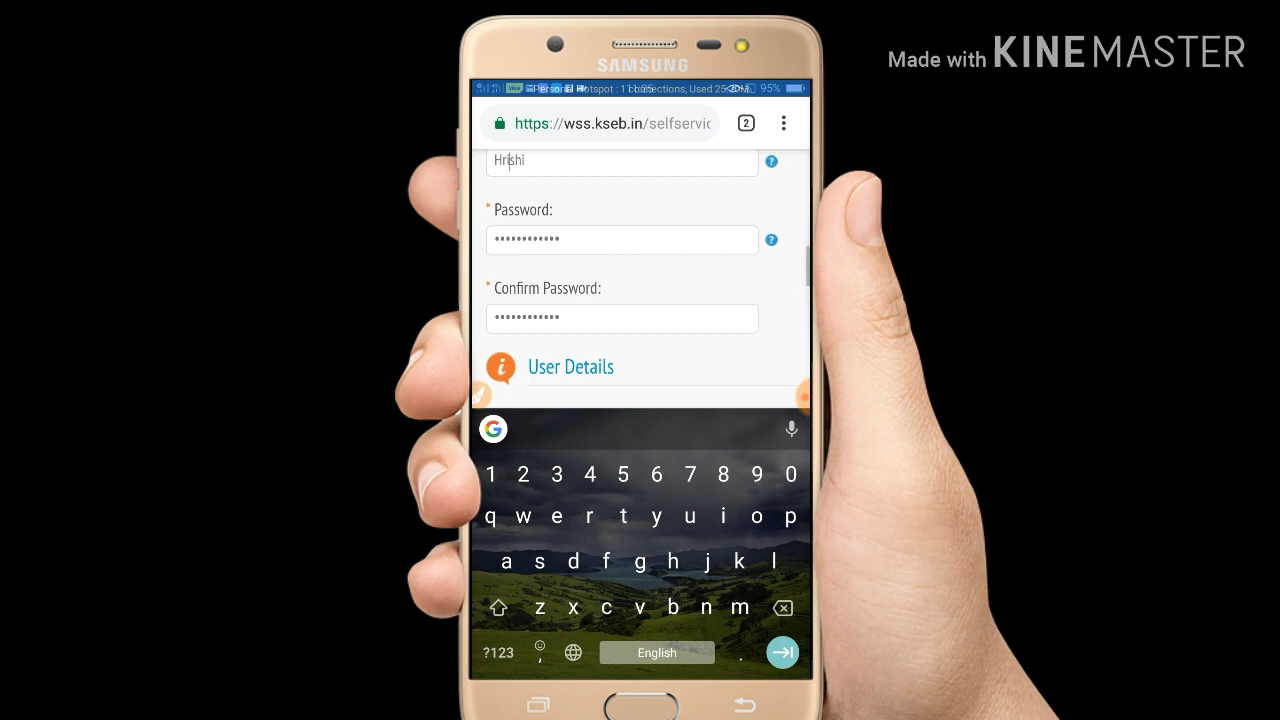 Made with KINEMASTER
SAMSUNG
95%
2
https://wss.kseb.in/selfservic
Hrishi
?
* Password:
••••••••••••
?
* Confirm Password:
••••••••••••
i User Details
G
1 2 3 4 5 6 7 8 9 0
q w e r t y u i o p
a s d f g h j k l
z x c v b n m
?123 , English .